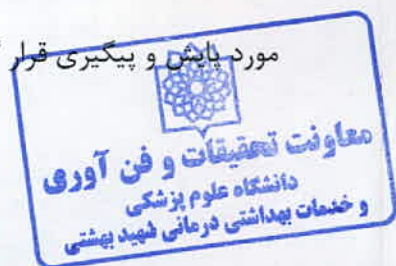 مورد پایش و پیگیری قرار
معاونت تحقیقات و فن آوری
دانشگاه علوم پزشکی
و خدمات بهداشتی درمانی شهید بهشتی